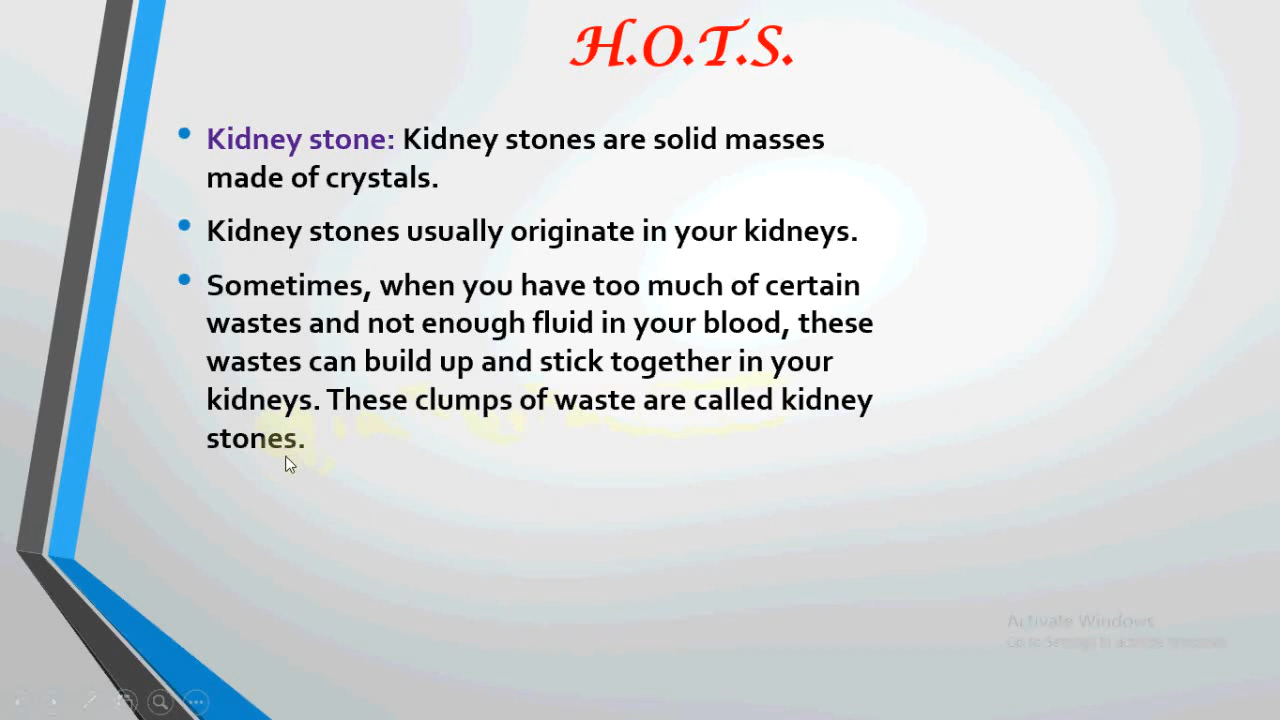 H.O.T.S.
Kidney stone: Kidney stones are solid masses
made of crystals.
Kidney stones usually originate in your kidneys.
Sometimes, when you have too much of certain
wastes and not enough fluid in your blood, these
wastes can build up and stick together in your
kidneys. These clumps of waste are called kidney
stones.
Activate Windows
Go to Settings to activate Windows.